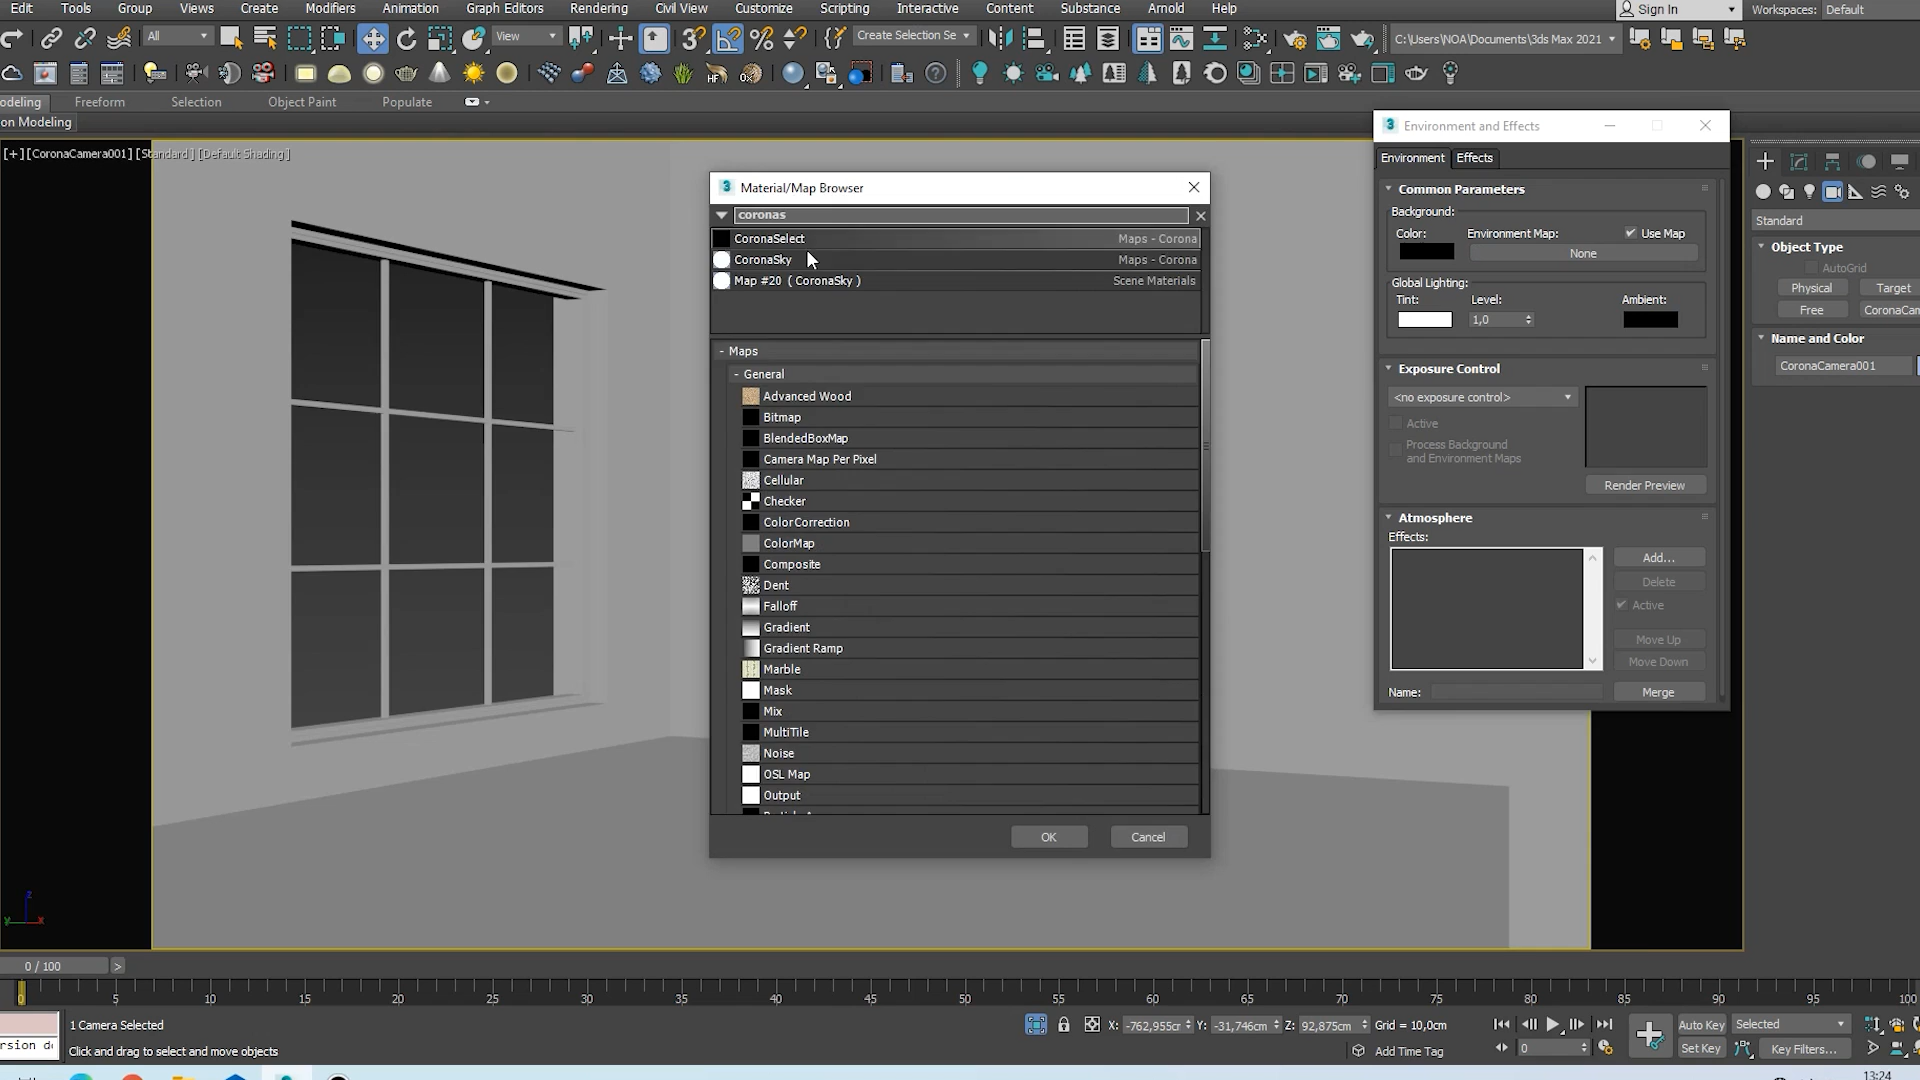 Edit Tools Group Views Create Modifiers Animation Graph Editors Rendering Civil View Customize Scripting Interactive Content Substance Arnold Help Sign In Workspaces: Default
All View Create Selection Se C:\Users\NOA\Documents\3ds Max 2021
odeling Freeform Selection Object Paint Populate
on Modeling
[+] [CoronaCamera001] [Standard] [Default Shading]
Material/Map Browser
coronas
CoronaSelect Maps - Corona
CoronaSky Maps - Corona
Map #20 ( CoronaSky ) Scene Materials
- Maps
- General
Advanced Wood
Bitmap
BlendedBoxMap
Camera Map Per Pixel
Cellular
Checker
ColorCorrection
ColorMap
Composite
Dent
Falloff
Gradient
Gradient Ramp
Marble
Mask
Mix
MultiTile
Noise
OSL Map
Output
OK Cancel
3 Environment and Effects
Environment Effects
Common Parameters
Background:
Color: Environment Map: Use Map
None
Global Lighting:
Tint: Level: Ambient:
1,0
Exposure Control
<no exposure control>
Active
Process Background
and Environment Maps
Render Preview
Atmosphere
Effects:
Add...
Delete
Active
Move Up
Move Down
Name: Merge
Standard
Object Type
AutoGrid
Physical Target
Free CoronaCam
Name and Color
CoronaCamera001
z
y x
0 / 100 >
0 5 10 15 20 25 30 35 40 45 50 55 60 65 70 75 80 85 90 95 100
1 Camera Selected X: -762,955cr Y: -31,746cm Z: 92,875cm Grid = 10,0cm Auto Key Selected
Click and drag to select and move objects Add Time Tag 0 Set Key Key Filters...
13:24